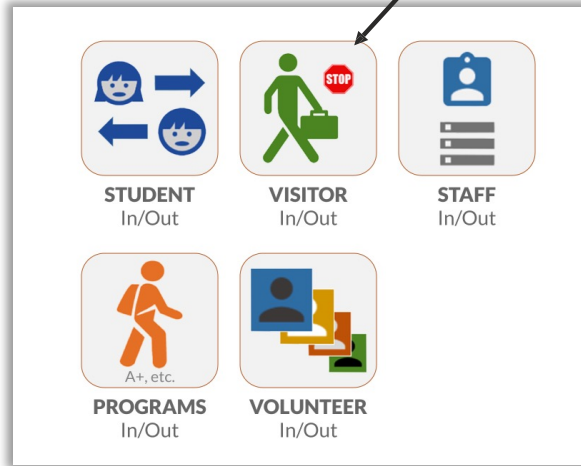 STOP
STUDENT
In/Out
VISITOR
In/Out
STAFF
In/Out
A+, etc.
PROGRAMS
In/Out
VOLUNTEER
In/Out